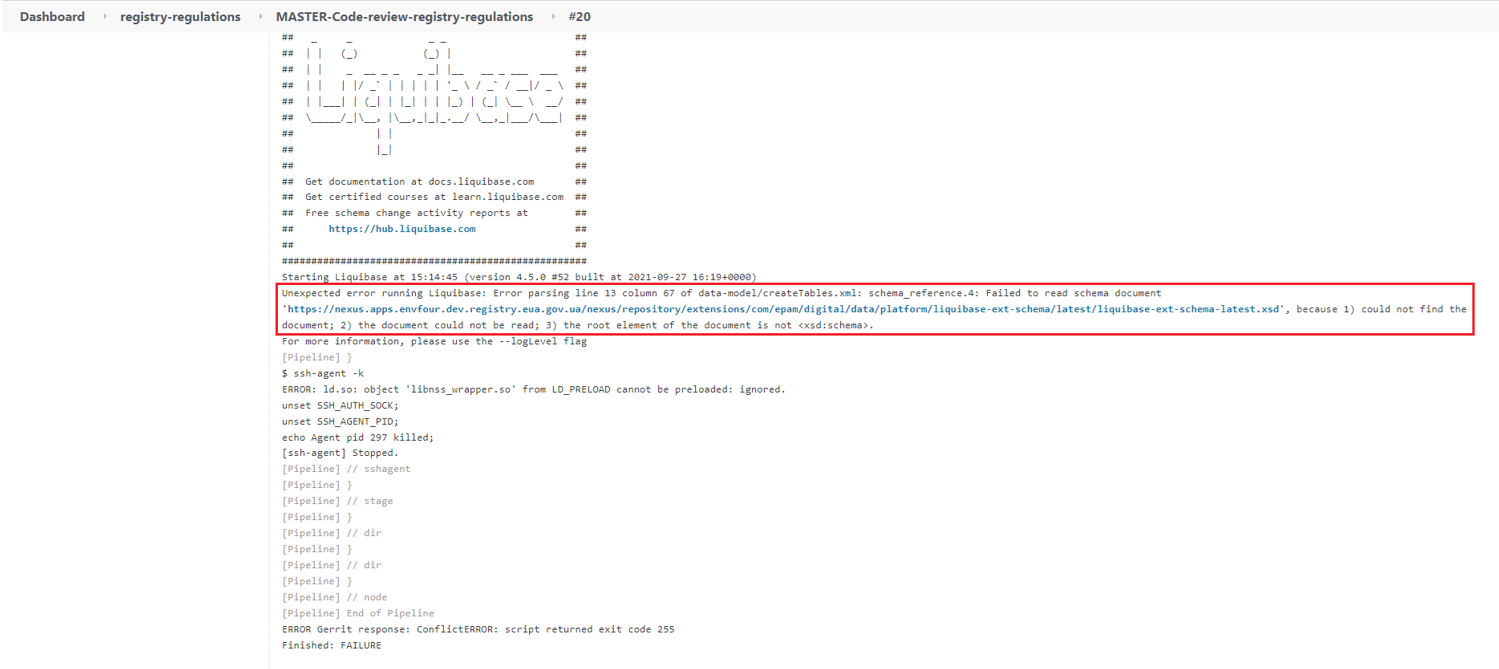 Dashboard > registry-regulations > MASTER-Code-review-registry-regulations > #20
##   _     _             _ _                      ##
##  | |   (_)           (_) |                     ##
##  | |    _  __ _ _   _ _| |__   __ _ ___  ___   ##
##  | |   | |/ _` | | | | | '_ \ / _` / __|/ _ \  ##
##  | |___| | (_| | |_| | | |_) | (_| \__ \  __/  ##
##  \_____/_|\__, |\__,_|_|_.__/ \__,_|___/\___|  ##
##              | |                               ##
##              |_|                               ##
##                                                ##
##  Get documentation at docs.liquibase.com       ##
##  Get certified courses at learn.liquibase.com  ##
##  Free schema change activity reports at        ##
##      https://hub.liquibase.com                 ##
##                                                ##
####################################################
Starting Liquibase at 15:14:45 (version 4.5.0 #52 built at 2021-09-27 16:19+0000)
Unexpected error running Liquibase: Error parsing line 13 column 67 of data-model/createTables.xml: schema_reference.4: Failed to read schema document
'https://nexus.apps.envfour.dev.registry.eua.gov.ua/nexus/repository/extensions/com/epam/digital/data/platform/liquibase-ext-schema/latest/liquibase-ext-schema-latest.xsd', because 1) could not find the
document; 2) the document could not be read; 3) the root element of the document is not <xsd:schema>.
For more information, please use the --logLevel flag
[Pipeline] }
$ ssh-agent -k
ERROR: ld.so: object 'libnss_wrapper.so' from LD_PRELOAD cannot be preloaded: ignored.
unset SSH_AUTH_SOCK;
unset SSH_AGENT_PID;
echo Agent pid 297 killed;
[ssh-agent] Stopped.
[Pipeline] // sshagent
[Pipeline] }
[Pipeline] // stage
[Pipeline] }
[Pipeline] // dir
[Pipeline] }
[Pipeline] // dir
[Pipeline] }
[Pipeline] // node
[Pipeline] End of Pipeline
ERROR Gerrit response: ConflictERROR: script returned exit code 255
Finished: FAILURE